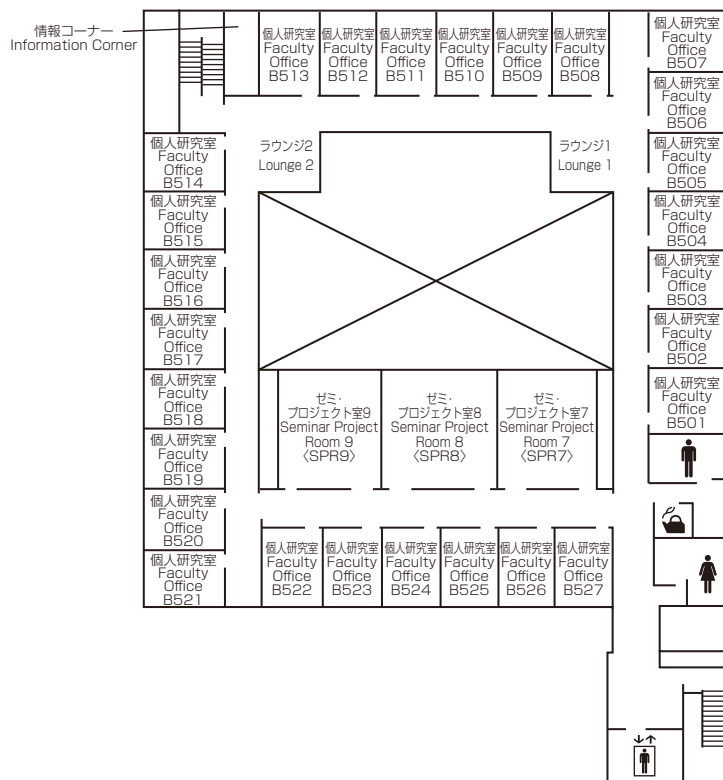 情報コーナー
Information Corner
個人研究室
Faculty
Office
B513
個人研究室
Faculty
Office
B512
個人研究室
Faculty
Office
B511
個人研究室
Faculty
Office
B510
個人研究室
Faculty
Office
B509
個人研究室
Faculty
Office
B508
個人研究室
Faculty
Office
B507
個人研究室
Faculty
Office
B506
個人研究室
Faculty
Office
B505
個人研究室
Faculty
Office
B504
個人研究室
Faculty
Office
B503
個人研究室
Faculty
Office
B502
個人研究室
Faculty
Office
B501
ラウンジ2
Lounge 2
ラウンジ1
Lounge 1
個人研究室
Faculty
Office
B514
個人研究室
Faculty
Office
B515
個人研究室
Faculty
Office
B516
個人研究室
Faculty
Office
B517
個人研究室
Faculty
Office
B518
個人研究室
Faculty
Office
B519
個人研究室
Faculty
Office
B520
個人研究室
Faculty
Office
B521
ゼミ・
プロジェクト室9
Seminar Project
Room 9
〈SPR9〉
ゼミ・
プロジェクト室8
Seminar Project
Room 8
〈SPR8〉
ゼミ・
プロジェクト室7
Seminar Project
Room 7
〈SPR7〉
個人研究室
Faculty
Office
B522
個人研究室
Faculty
Office
B523
個人研究室
Faculty
Office
B524
個人研究室
Faculty
Office
B525
個人研究室
Faculty
Office
B526
個人研究室
Faculty
Office
B527